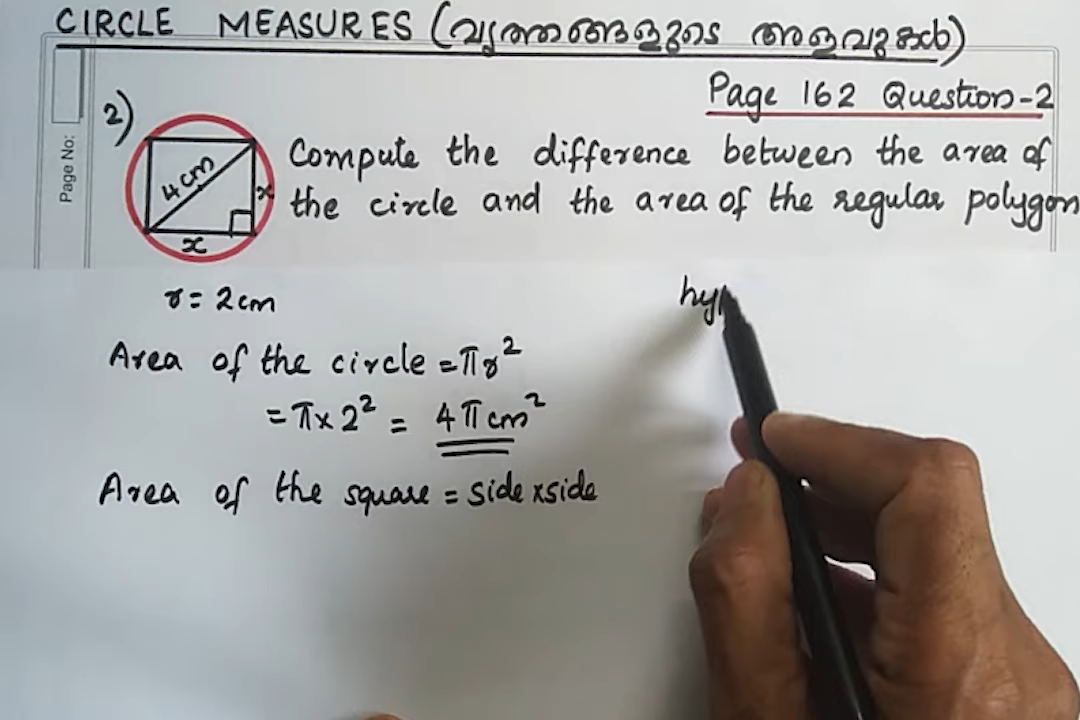 CIRCLE MEASURES (വൃത്തങ്ങളുടെ അളവുകൾ)
Page 162 Question-2
Page No:
2)
4cm
x
x
Compute the difference between the area of
the circle and the area of the regular polygon
r = 2cm
hyp
Area of the circle = πr²
= π x 2² = 4π cm²
Area of the square = side x side